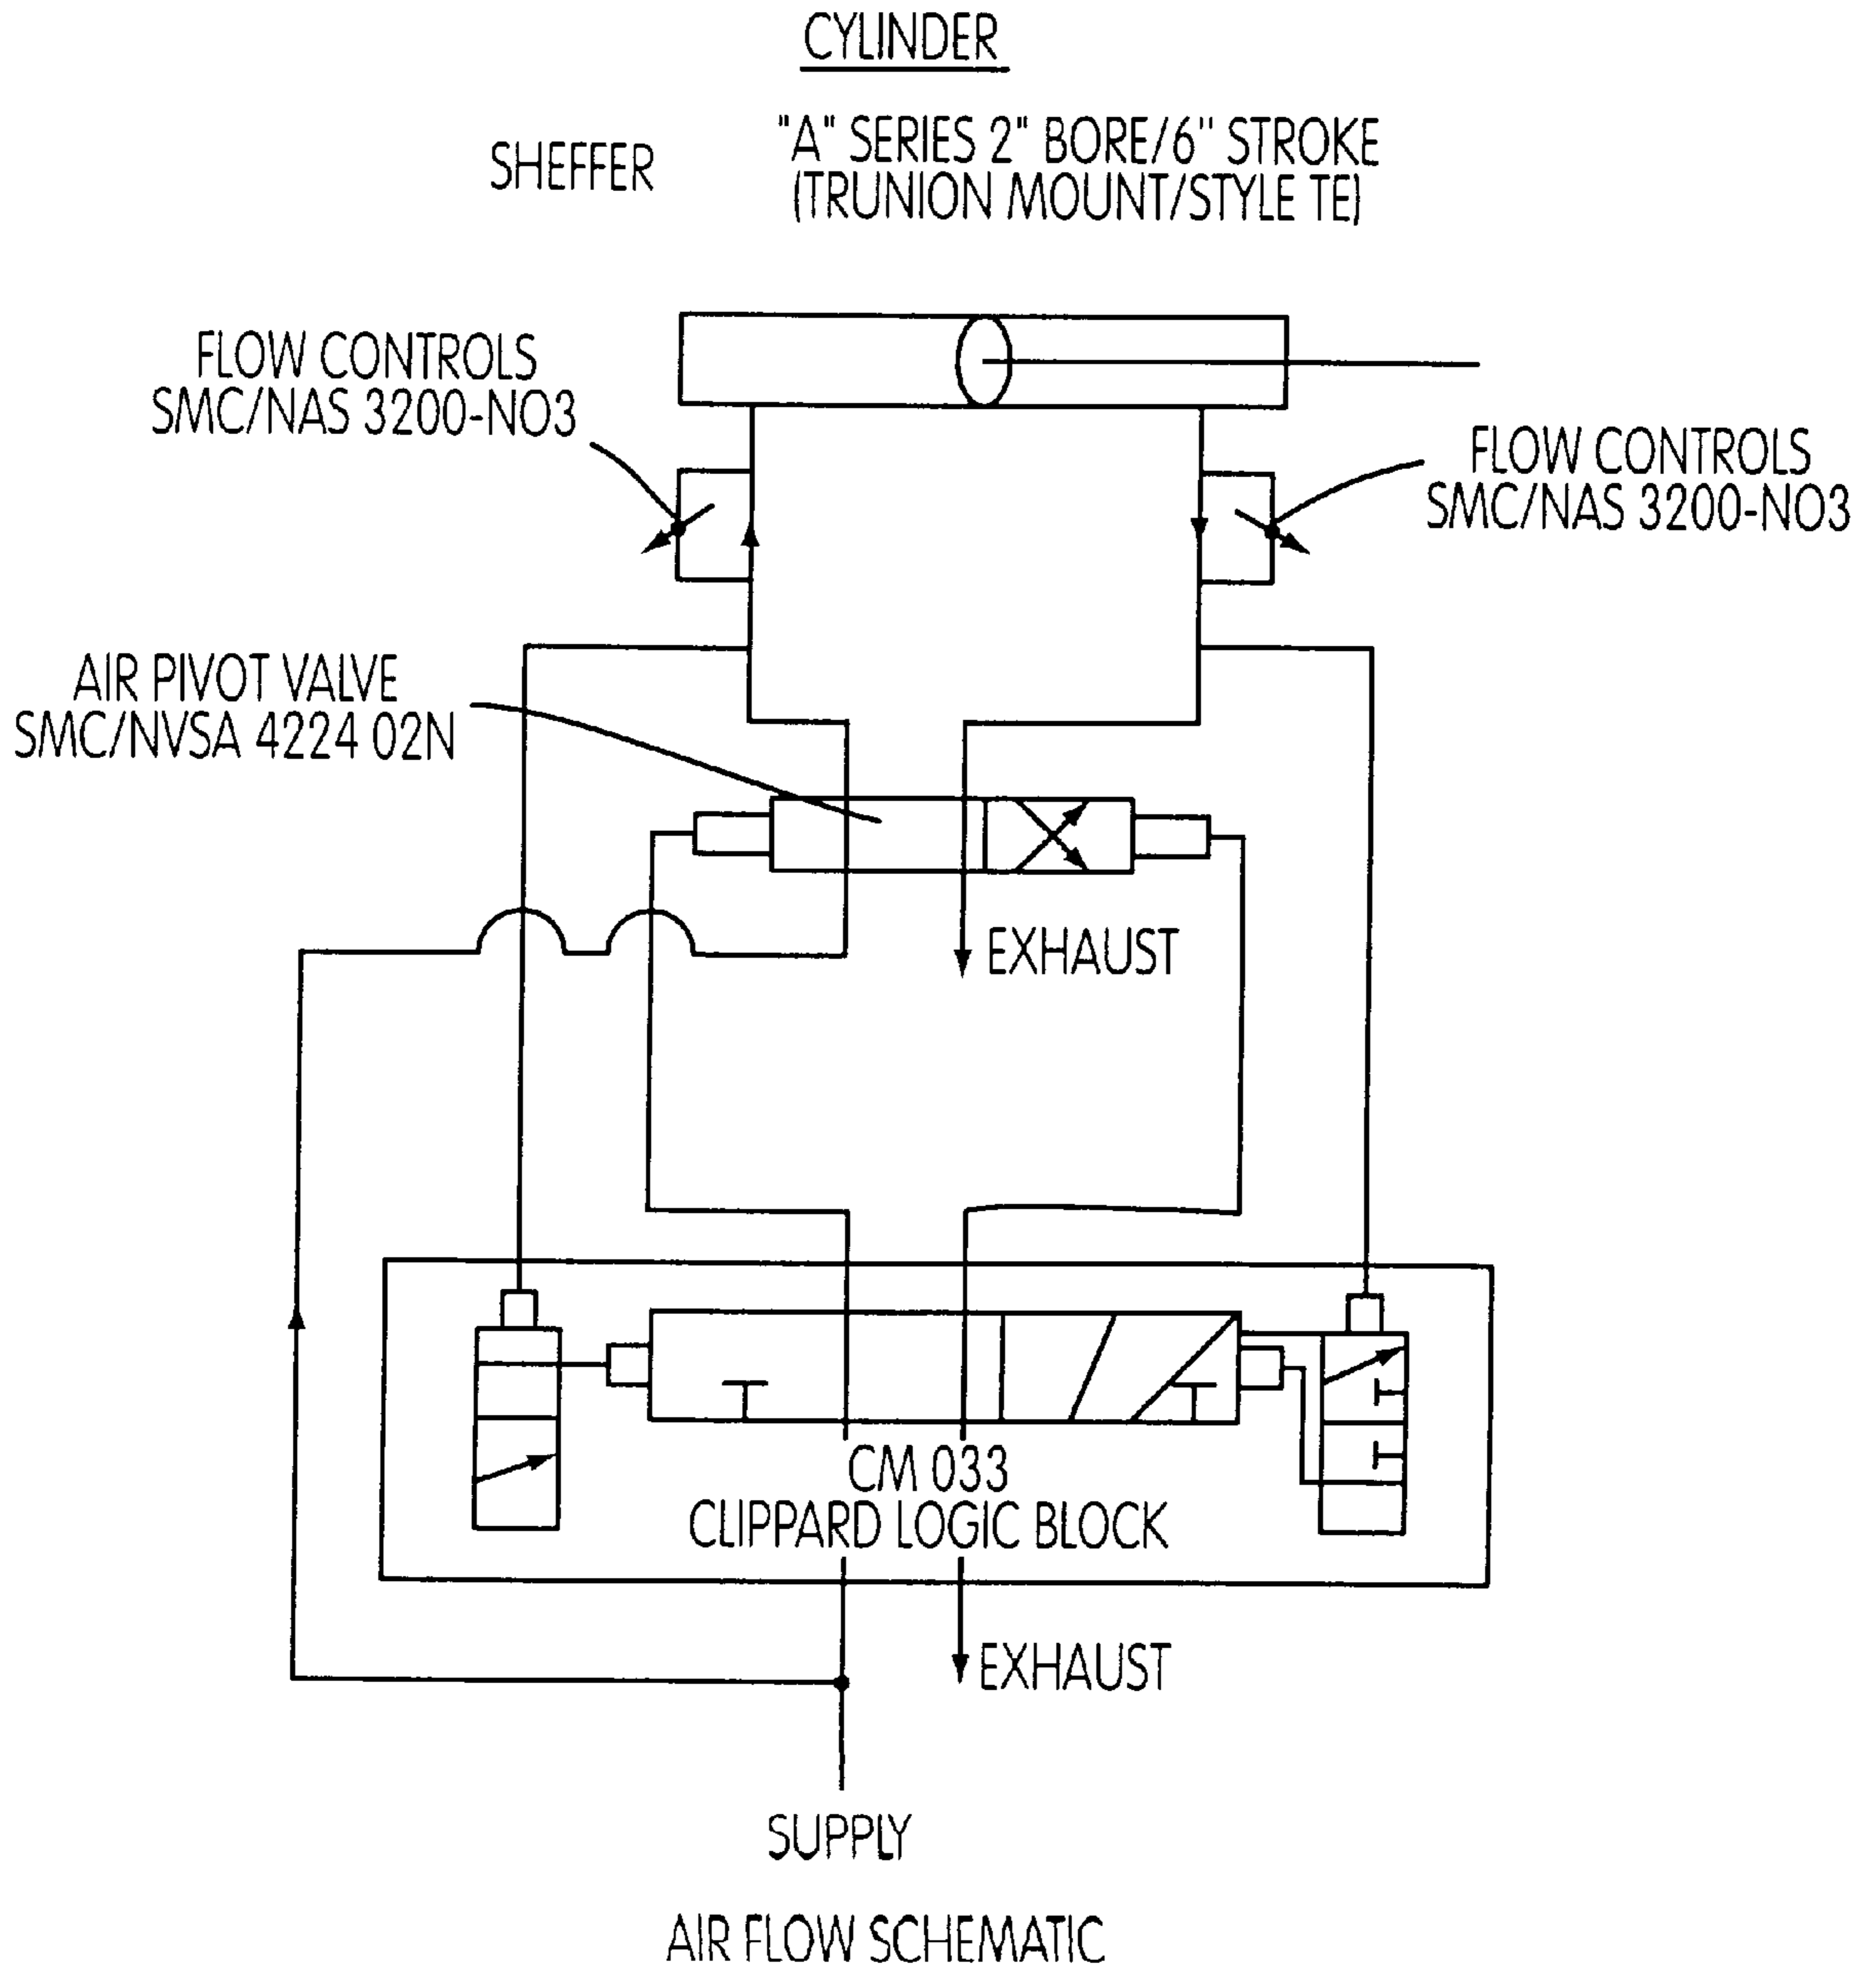 CYLINDER
SHEFFER
"A" SERIES 2" BORE/6" STROKE
(TRUNION MOUNT/STYLE TE)
FLOW CONTROLS
SMC/NAS 3200-NO3
FLOW CONTROLS
SMC/NAS 3200-NO3
AIR PIVOT VALVE
SMC/NVSA 4224 02N
EXHAUST
CM 033
CLIPPARD LOGIC BLOCK
EXHAUST
SUPPLY
AIR FLOW SCHEMATIC